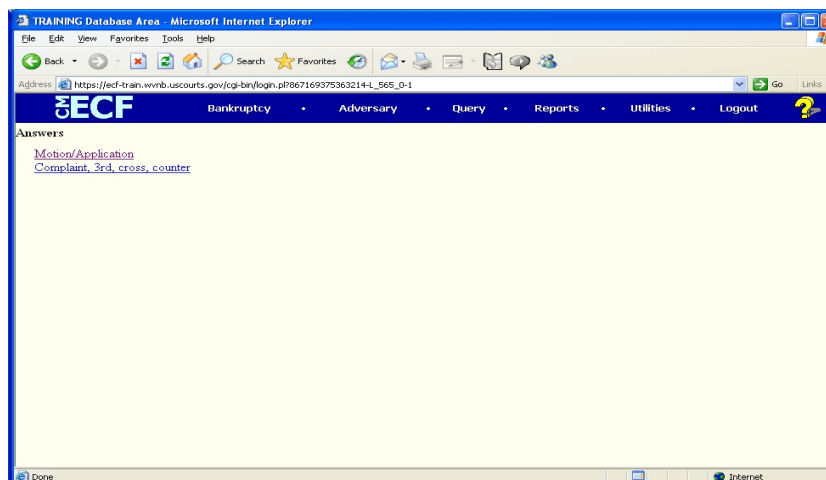 TRAINING Database Area - Microsoft Internet Explorer
File Edit View Favorites Tools Help
Back Search Favorites
Address https://ecf-train.wvnb.uscourts.gov/cgi-bin/login.pl?867169375363214-L_565_0-1 Go Links
CM ECF Bankruptcy • Adversary • Query • Reports • Utilities • Logout ?
Answers
Motion/Application
Complaint, 3rd, cross, counter
Done Internet